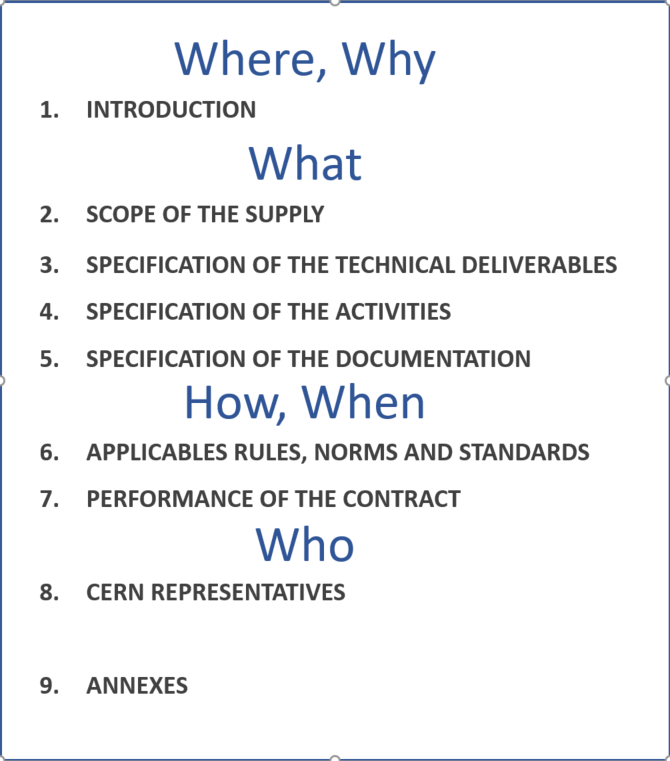 Where, Why
1. INTRODUCTION
What
2. SCOPE OF THE SUPPLY
3. SPECIFICATION OF THE TECHNICAL DELIVERABLES
4. SPECIFICATION OF THE ACTIVITIES
5. SPECIFICATION OF THE DOCUMENTATION
How, When
6. APPLICABLES RULES, NORMS AND STANDARDS
7. PERFORMANCE OF THE CONTRACT
Who
8. CERN REPRESENTATIVES
9. ANNEXES